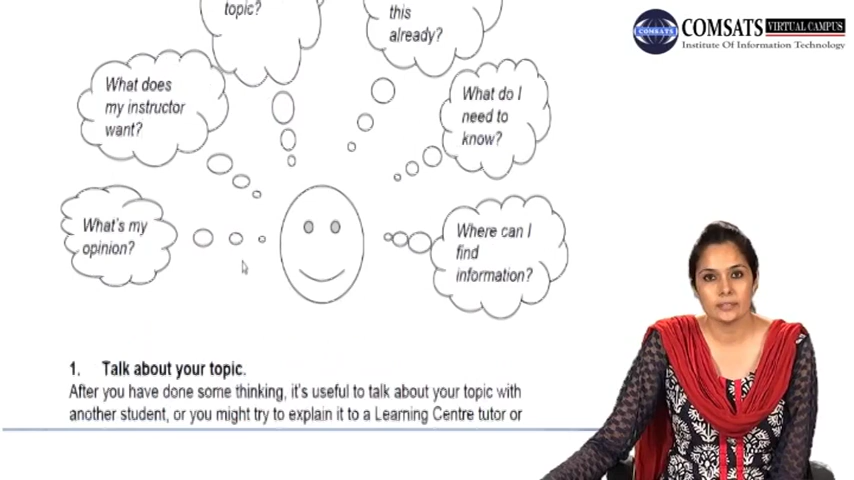 topic?
this
already?
What does
my instructor
want?
What do I
need to
know?
What's my
opinion?
Where can I
find
information?
1. Talk about your topic.
After you have done some thinking, it's useful to talk about your topic with
another student, or you might try to explain it to a Learning Centre tutor or
COMSATS
COMSATS VIRTUAL CAMPUS
Institute Of Information Technology